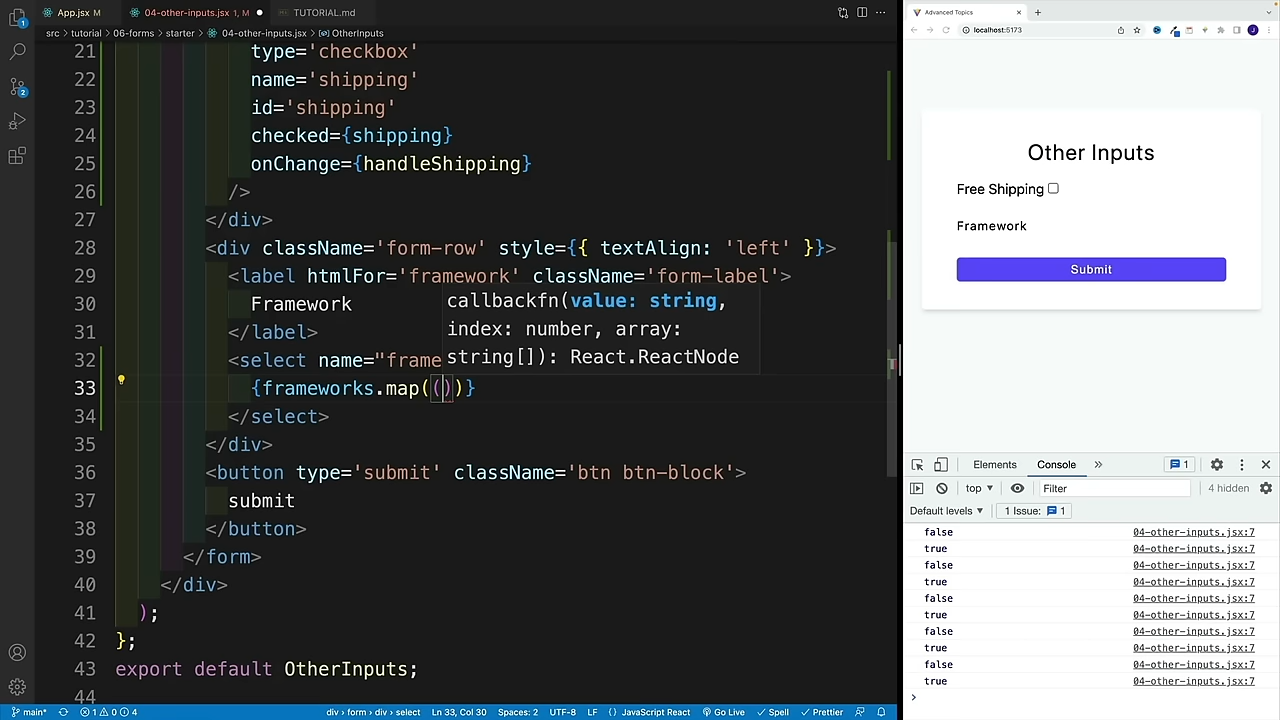 App.jsx M
04-other-inputs.jsx 1, M
TUTORIAL.md
src > tutorial > 06-forms > starter > 04-other-inputs.jsx > OtherInputs
21 type='checkbox'
22 name='shipping'
23 id='shipping'
24 checked={shipping}
25 onChange={handleShipping}
26 />
27 </div>
28 <div className='form-row' style={{ textAlign: 'left' }}>
29 <label htmlFor='framework' className='form-label'>
30 Framework
31 </label>
32 <select name="frame
33 {frameworks.map(())}
34 </select>
35 </div>
36 <button type='submit' className='btn btn-block'>
37 submit
38 </button>
39 </form>
40 </div>
41 );
42 };
43 export default OtherInputs;
44
callbackfn(value: string,
index: number, array:
string[]): React.ReactNode
1
2
main* 1 0 4 div > form > div > select Ln 33, Col 30 Spaces: 2 UTF-8 LF {} JavaScript React Go Live Spell Prettier
Advanced Topics
localhost:5173
J
Other Inputs
Free Shipping
Framework
Submit
Elements Console 1
top Filter 4 hidden
Default levels 1 Issue: 1
false 04-other-inputs.jsx:7
true 04-other-inputs.jsx:7
false 04-other-inputs.jsx:7
true 04-other-inputs.jsx:7
false 04-other-inputs.jsx:7
true 04-other-inputs.jsx:7
false 04-other-inputs.jsx:7
true 04-other-inputs.jsx:7
false 04-other-inputs.jsx:7
true 04-other-inputs.jsx:7
>